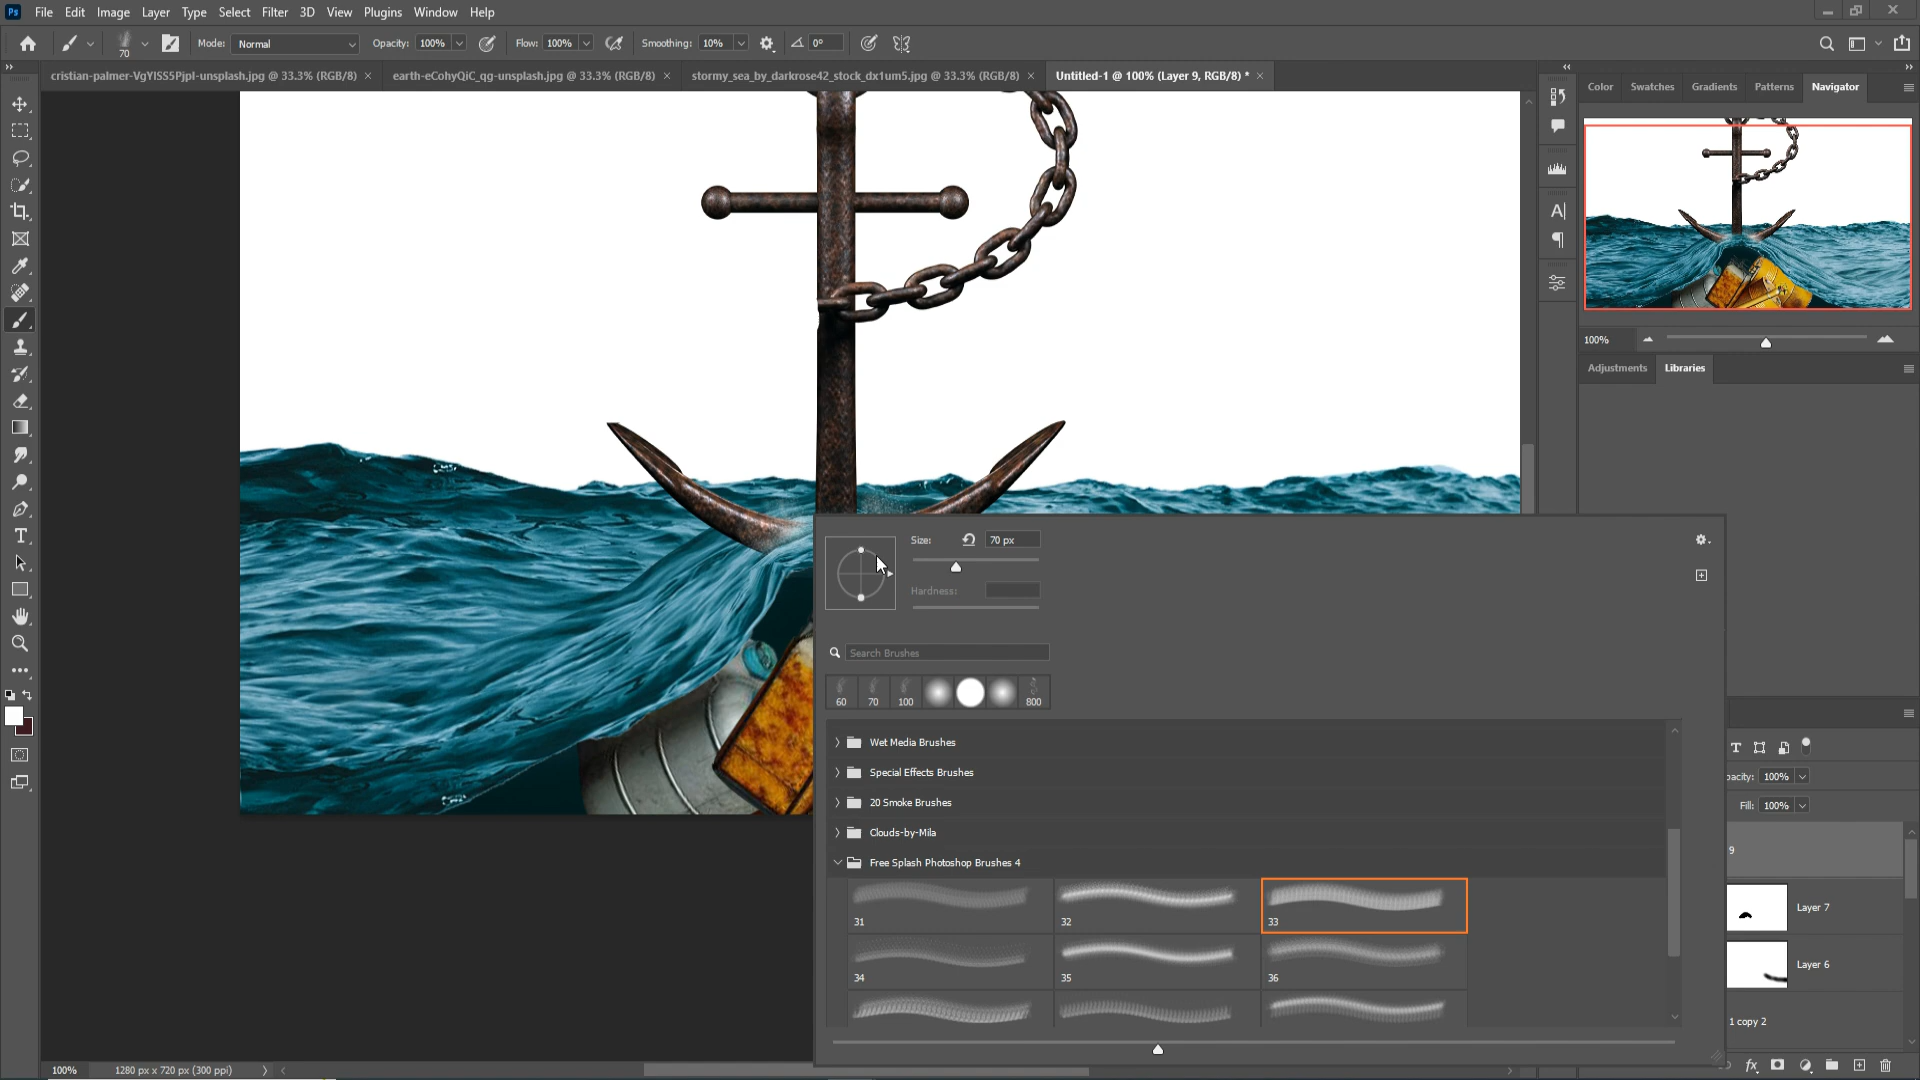 Ps File Edit Image Layer Type Select Filter 3D View Plugins Window Help
70 Mode: Normal Opacity: 100% Flow: 100% Smoothing: 10% 0°
cristian-palmer-VgYlSS5PjpI-unsplash.jpg @ 33.3% (RGB/8) × earth-eCohyQiC_qg-unsplash.jpg @ 33.3% (RGB/8) × stormy_sea_by_darkrose42_stock_dx1um5.jpg @ 33.3% (RGB/8) × Untitled-1 @ 100% (Layer 9, RGB/8) * ×
Color Swatches Gradients Patterns Navigator
100%
Adjustments Libraries
Size: 70 px
Hardness:
Search Brushes
60 70 100 800
Wet Media Brushes
Special Effects Brushes
20 Smoke Brushes
Clouds-by-Mila
Free Splash Photoshop Brushes 4
31 32 33
34 35 36
pacity: 100%
Fill: 100%
9
Layer 7
Layer 6
1 copy 2
100% 1280 px x 720 px (300 ppi)
fx